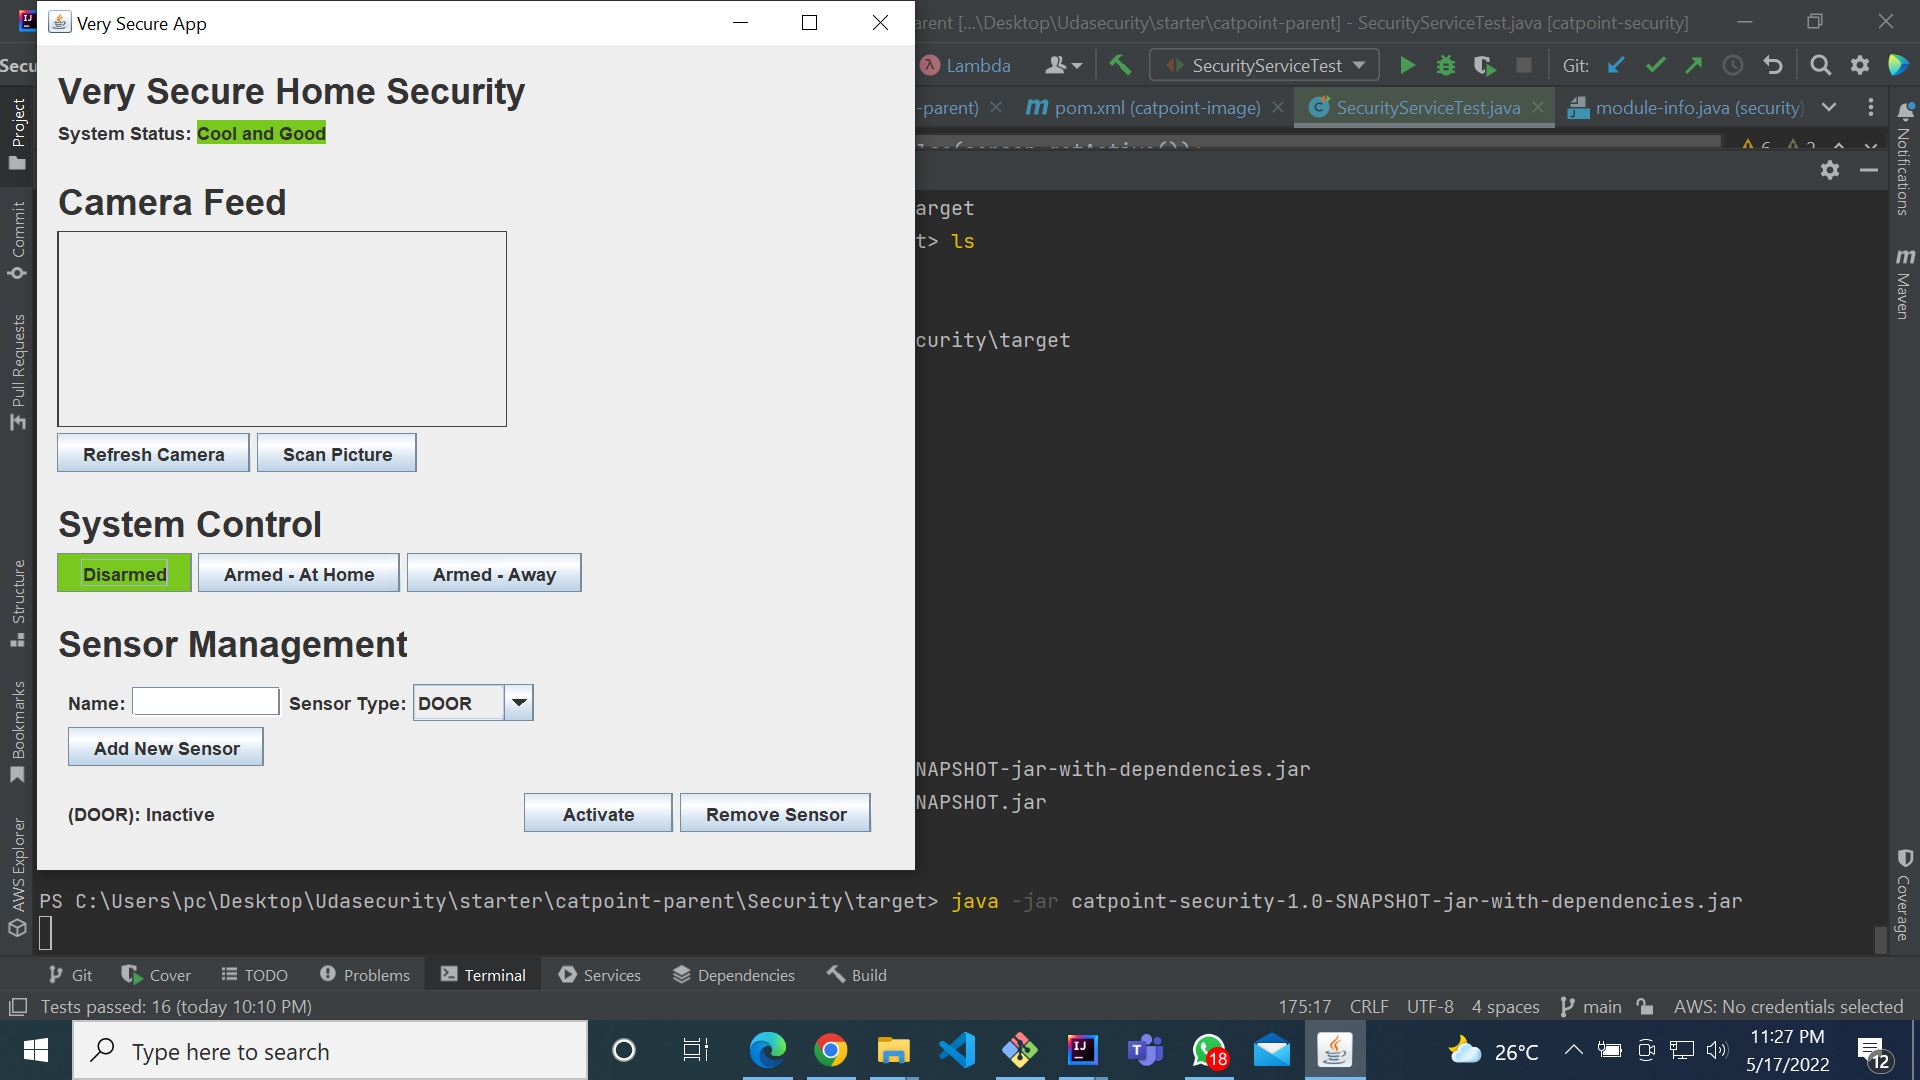 Very Secure App
arent [...\Desktop\Udasecurity\starter\catpoint-parent] - SecurityServiceTest.java [catpoint-security]
Secu
Lambda
SecurityServiceTest
Git:
-parent)
pom.xml (catpoint-image)
SecurityServiceTest.java
module-info.java (security)
Very Secure Home Security
System Status: Cool and Good
Camera Feed
Refresh Camera
Scan Picture
System Control
Disarmed
Armed - At Home
Armed - Away
Sensor Management
Name:
Sensor Type:
DOOR
Add New Sensor
(DOOR): Inactive
Activate
Remove Sensor
Project
Commit
Pull Requests
Structure
Bookmarks
AWS Explorer
Notifications
Maven
Coverage
arget
t> ls
curity\target
NAPSHOT-jar-with-dependencies.jar
NAPSHOT.jar
PS C:\Users\pc\Desktop\Udasecurity\starter\catpoint-parent\Security\target> java -jar catpoint-security-1.0-SNAPSHOT-jar-with-dependencies.jar
Git
Cover
TODO
Problems
Terminal
Services
Dependencies
Build
Tests passed: 16 (today 10:10 PM)
175:17
CRLF
UTF-8
4 spaces
main
AWS: No credentials selected
Type here to search
18
26°C
11:27 PM
5/17/2022
12